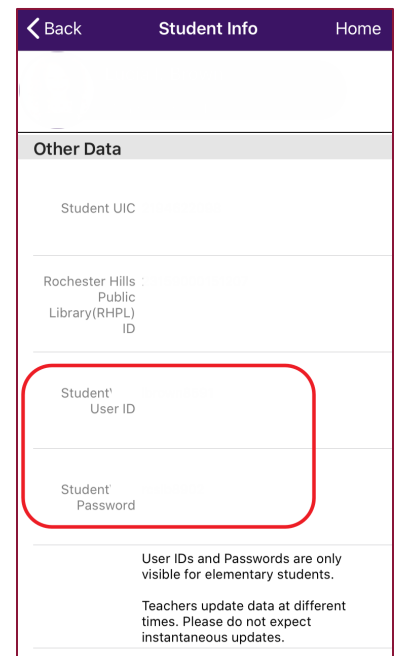 Back Student Info Home
Other Data
Student UIC
Rochester Hills
Public
Library(RHPL)
ID
Student
User ID
Student
Password
User IDs and Passwords are only
visible for elementary students.
Teachers update data at different
times. Please do not expect
instantaneous updates.